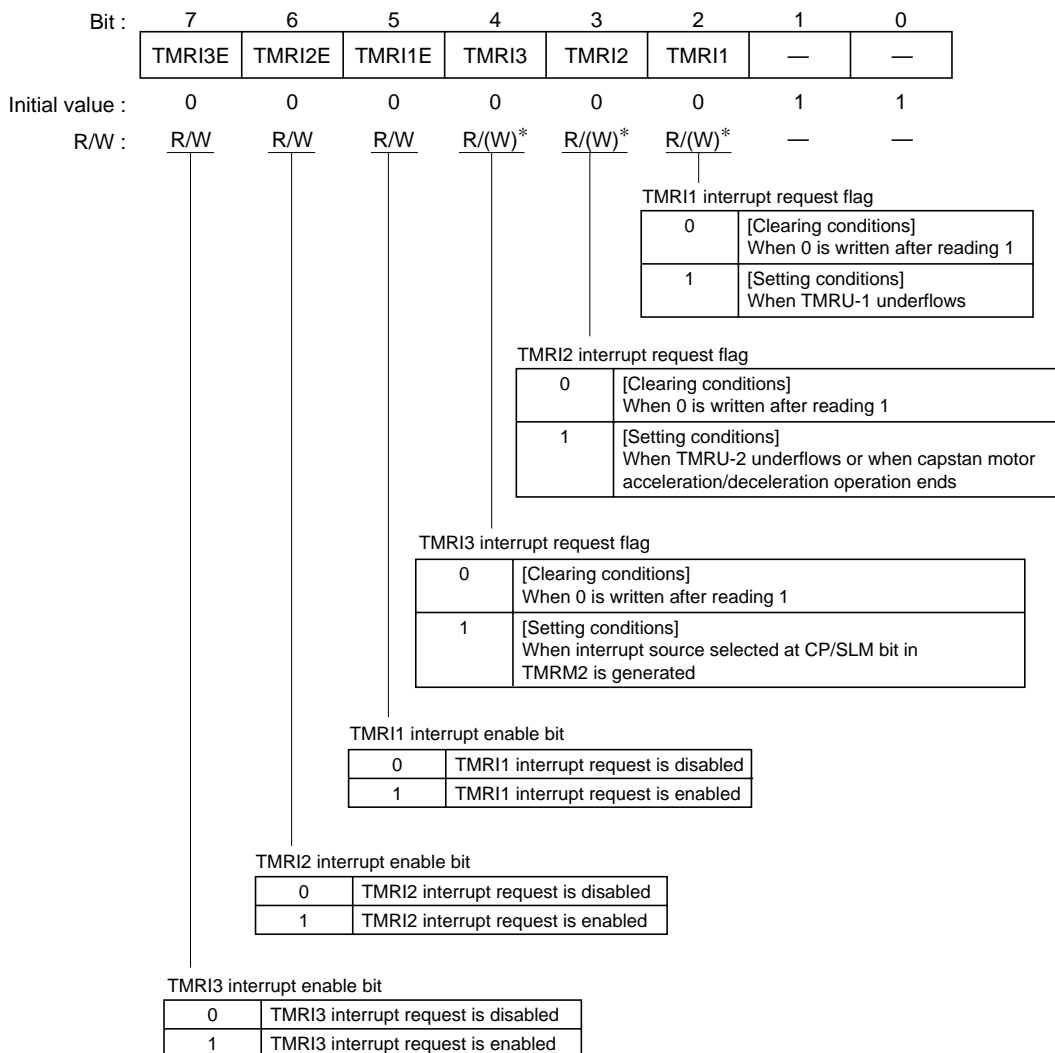 Bit : 7 6 5 4 3 2 1 0
TMRI3E TMRI2E TMRI1E TMRI3 TMRI2 TMRI1 — —
Initial value : 0 0 0 0 0 0 1 1
R/W : R/W R/W R/W R/(W)* R/(W)* R/(W)* — —
TMRI1 interrupt request flag
0 [Clearing conditions]
When 0 is written after reading 1
1 [Setting conditions]
When TMRU-1 underflows
TMRI2 interrupt request flag
0 [Clearing conditions]
When 0 is written after reading 1
1 [Setting conditions]
When TMRU-2 underflows or when capstan motor
acceleration/deceleration operation ends
TMRI3 interrupt request flag
0 [Clearing conditions]
When 0 is written after reading 1
1 [Setting conditions]
When interrupt source selected at CP/SLM bit in
TMRM2 is generated
TMRI1 interrupt enable bit
0 TMRI1 interrupt request is disabled
1 TMRI1 interrupt request is enabled
TMRI2 interrupt enable bit
0 TMRI2 interrupt request is disabled
1 TMRI2 interrupt request is enabled
TMRI3 interrupt enable bit
0 TMRI3 interrupt request is disabled
1 TMRI3 interrupt request is enabled